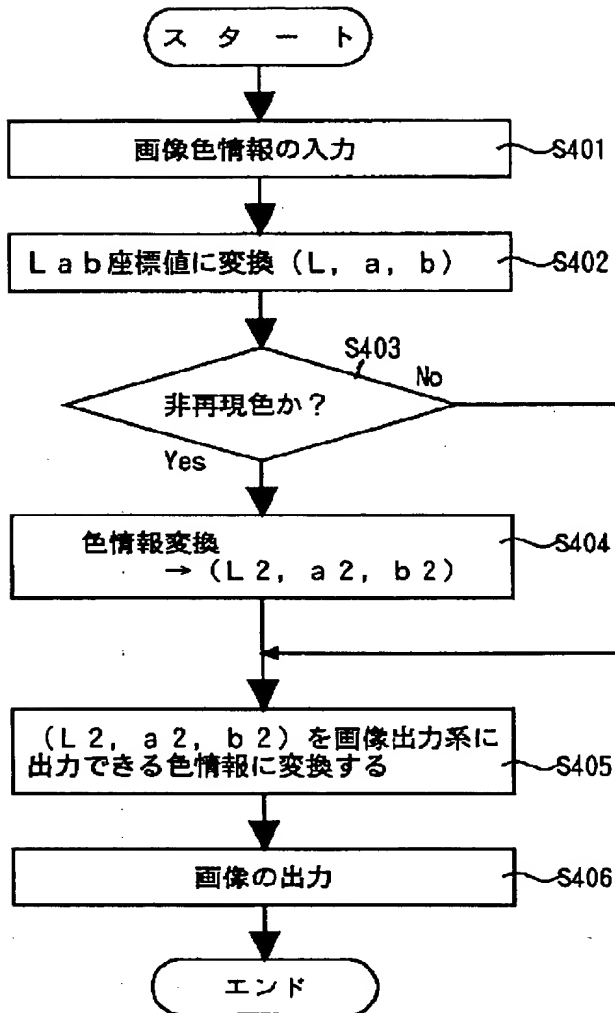 スタート
画像色情報の入力 S401
Lab座標値に変換(L, a, b) S402
S403
非再現色か? No
Yes
色情報変換
→(L2, a2, b2) S404
(L2, a2, b2)を画像出力系に
出力できる色情報に変換する S405
画像の出力 S406
エンド